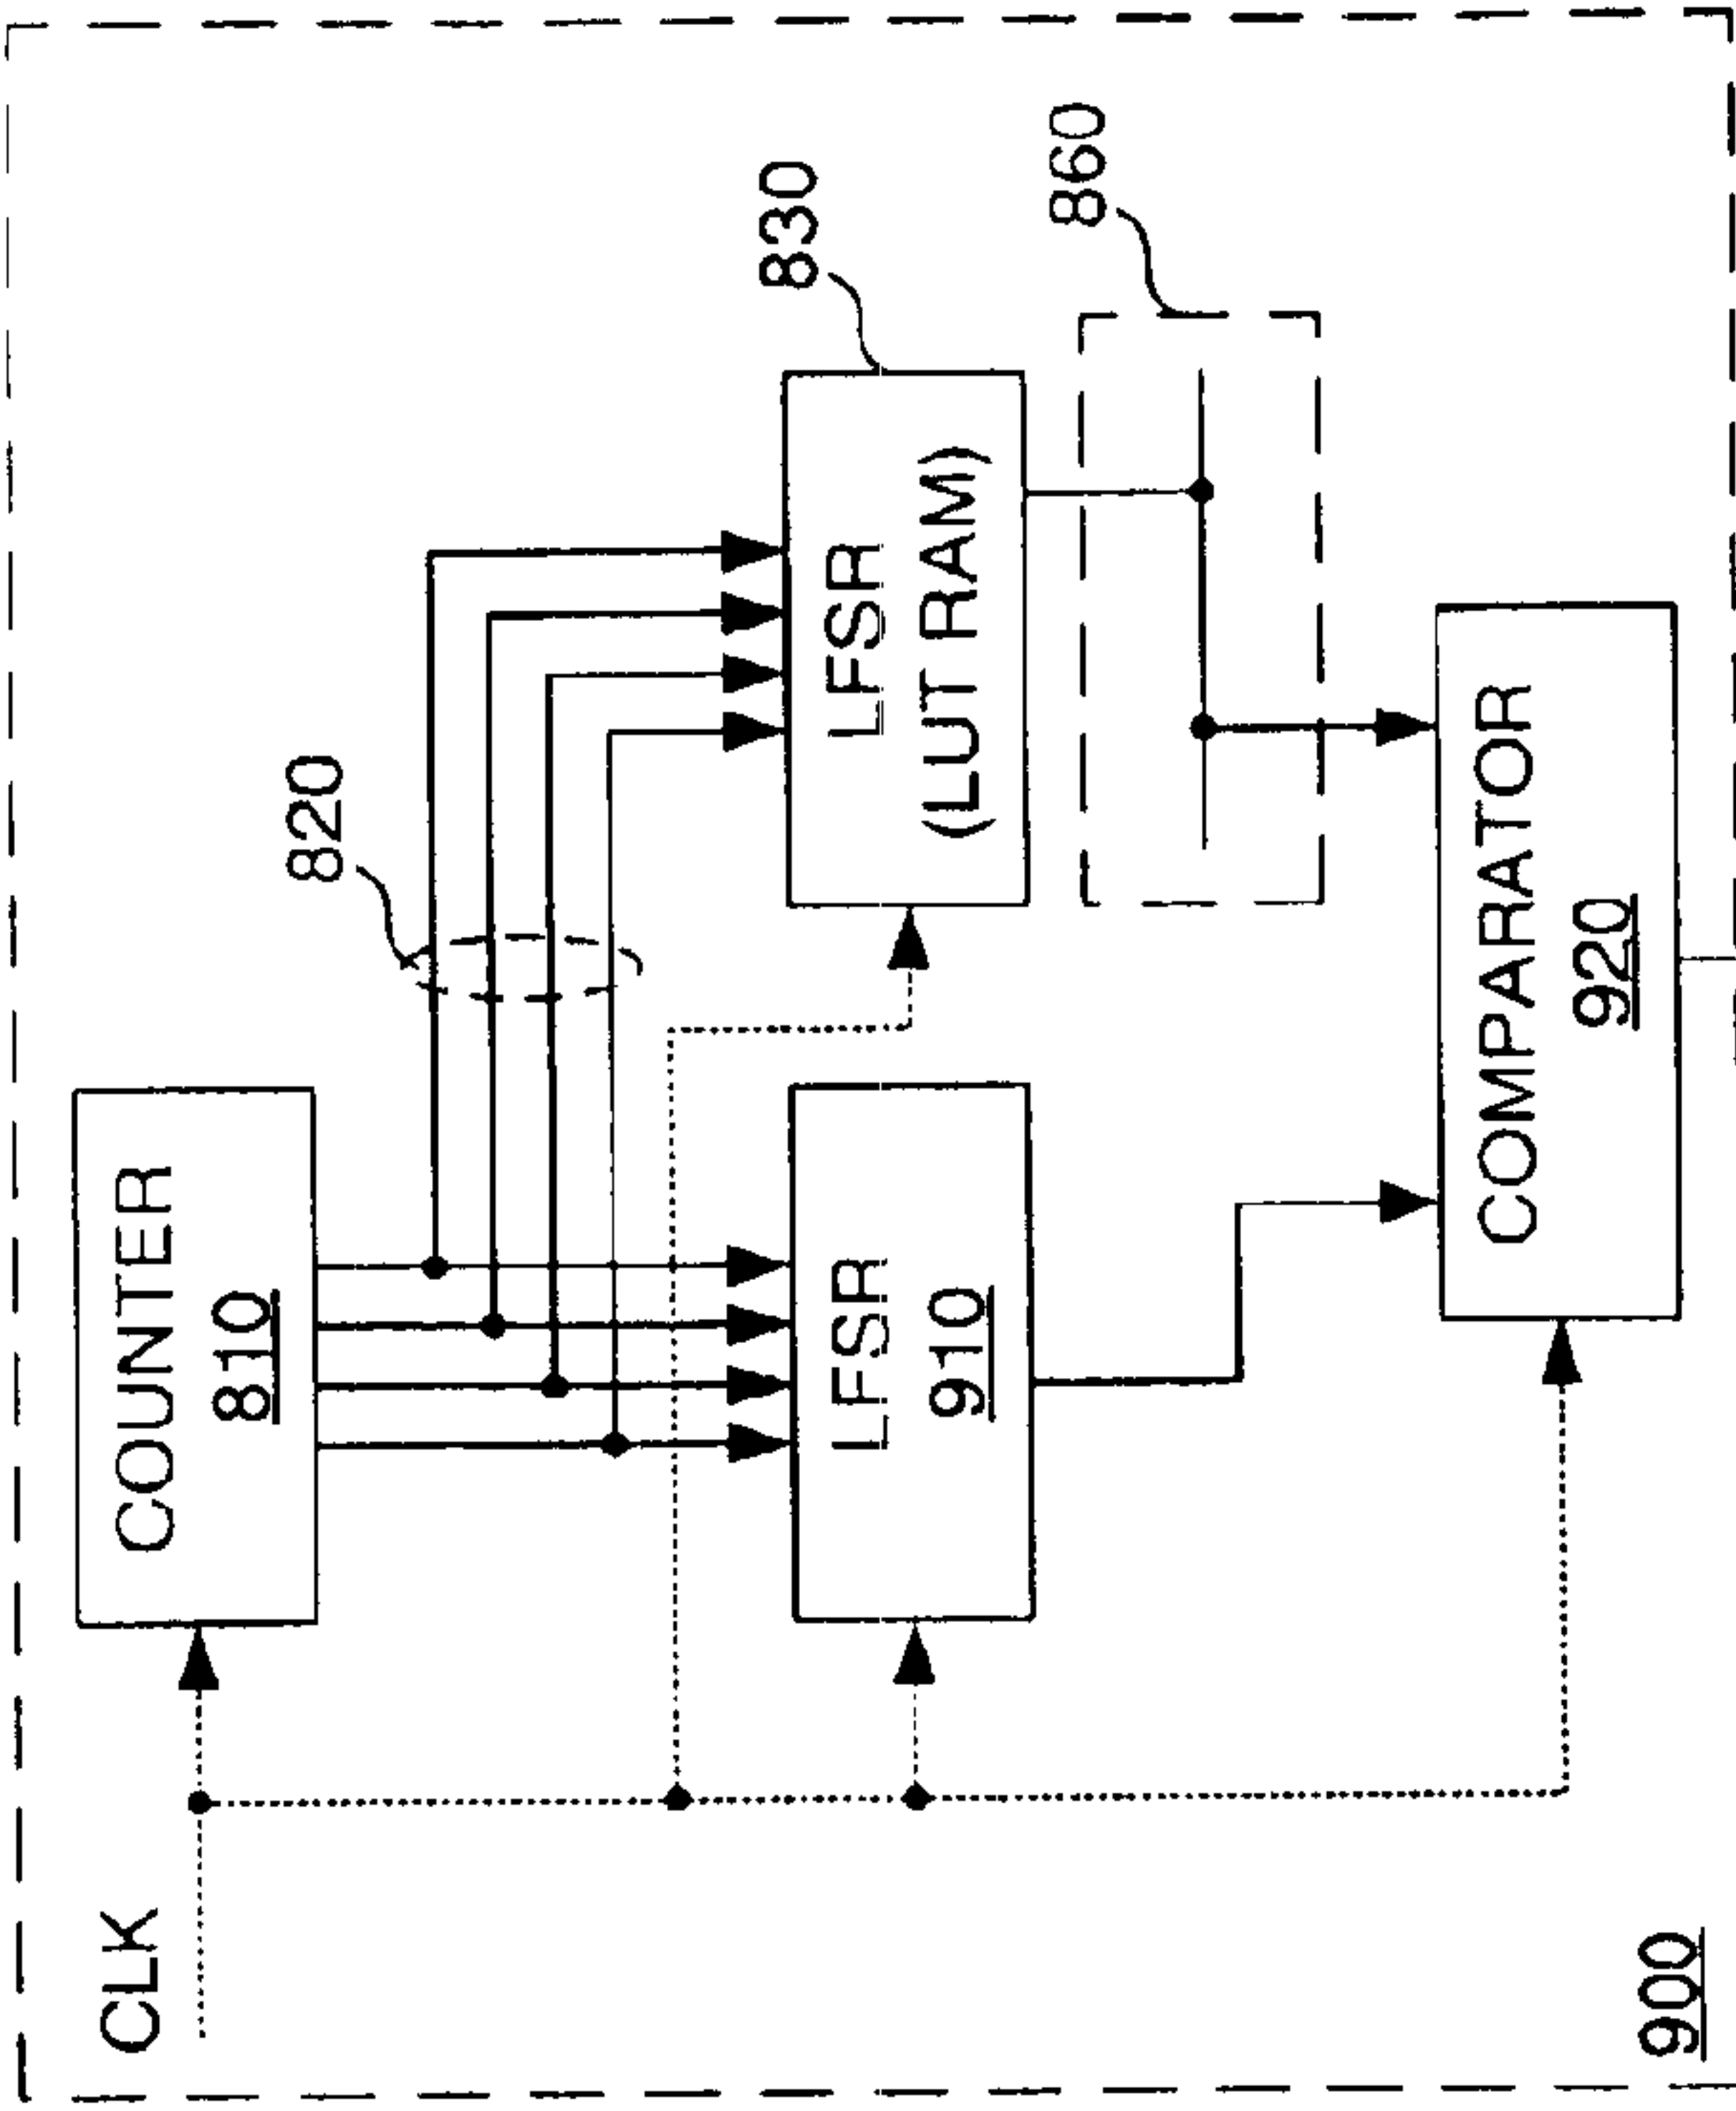 CLK
COUNTER
810
820
830
LFSR
910
LFSR
(LUT RAM)
860
COMPARATOR
920
900